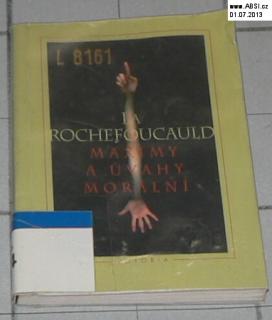 www.ABSI.cz
01.07.2013
L 8161
LA
ROCHEFOUCAULD
MAXIMY
A ÚVAHY
MORÁLNÍ